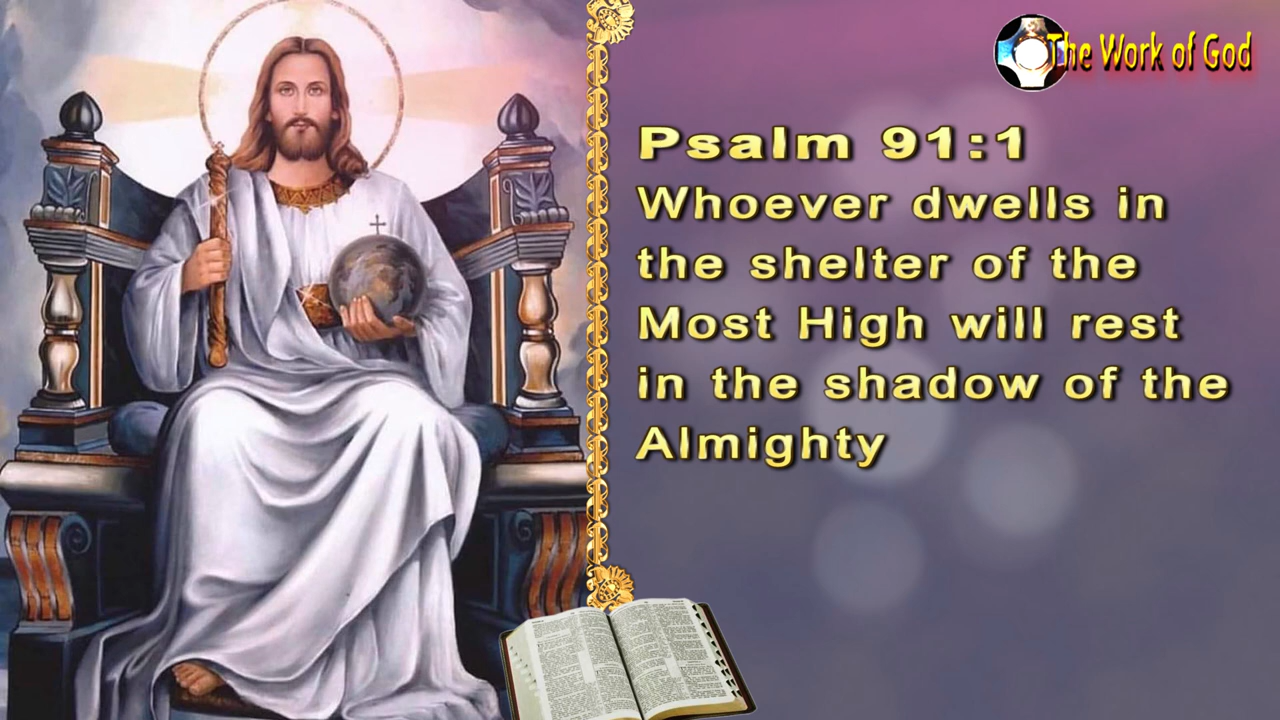 The Work of God
Psalm 91:1
Whoever dwells in
the shelter of the
Most High will rest
in the shadow of the
Almighty